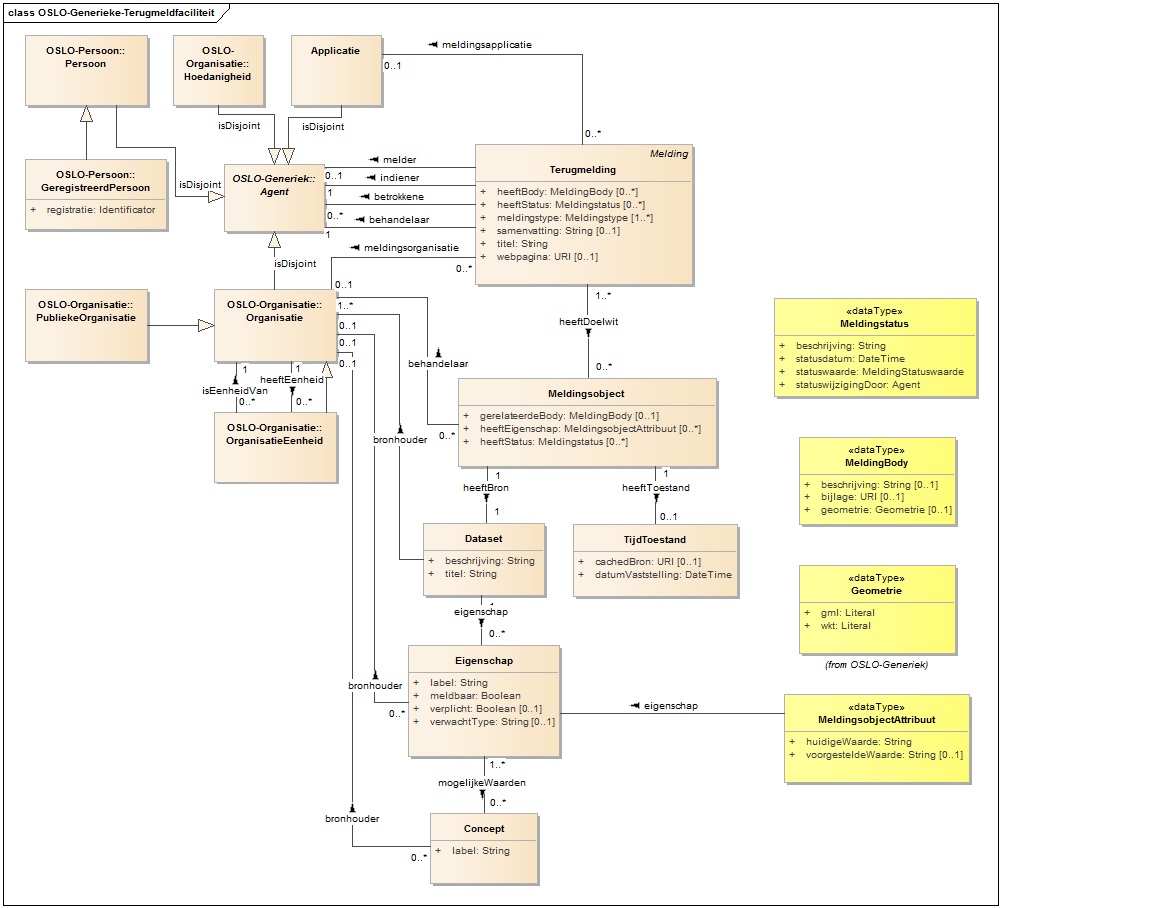 class OSLO-Generieke-Terugmeldfaciliteit
OSLO-Persoon::
Persoon
OSLO-
Organisatie::
Hoedanigheid
Applicatie
meldingsapplicatie
0..1
0..*
isDisjoint
isDisjoint
OSLO-Persoon::
GeregistreerdPersoon
+ registratie: Identificator
isDisjoint
OSLO-Generiek::
Agent
melder
0..1
indiener
1
betrokkene
0..*
behandelaar
1
meldingsorganisatie
0..*
0..1
Melding
Terugmelding
+ heeftBody: MeldingBody [0..*]
+ heeftStatus: Meldingstatus [0..*]
+ meldingstype: Meldingstype [1..*]
+ samenvatting: String [0..1]
+ titel: String
+ webpagina: URI [0..1]
isDisjoint
OSLO-Organisatie::
PubliekeOrganisatie
OSLO-Organisatie::
Organisatie
1..*
0..1
0..1
0..1
1
isEenheidVan
0..*
1
heeftEenheid
0..*
OSLO-Organisatie::
OrganisatieEenheid
1..*
heeftDoelwit
0..*
behandelaar
0..*
bronhouder
Meldingsobject
+ gerelateerdeBody: MeldingBody [0..1]
+ heeftEigenschap: MeldingsobjectAttribuut [0..*]
+ heeftStatus: Meldingstatus [0..*]
1
heeftBron
1
1
heeftToestand
0..1
Dataset
+ beschrijving: String
+ titel: String
TijdToestand
+ cachedBron: URI [0..1]
+ datumVaststelling: DateTime
eigenschap
0..*
Eigenschap
+ label: String
+ meldbaar: Boolean
+ verplicht: Boolean [0..1]
+ verwachtType: String [0..1]
bronhouder
0..*
eigenschap
1..*
mogelijkeWaarden
0..*
bronhouder
0..*
Concept
+ label: String
«dataType»
Meldingstatus
+ beschrijving: String
+ statusdatum: DateTime
+ statuswaarde: MeldingStatuswaarde
+ statuswijzigingDoor: Agent
«dataType»
MeldingBody
+ beschrijving: String [0..1]
+ bijlage: URI [0..1]
+ geometrie: Geometrie [0..1]
«dataType»
Geometrie
+ gml: Literal
+ wkt: Literal
(from OSLO-Generiek)
«dataType»
MeldingsobjectAttribuut
+ huidigeWaarde: String
+ voorgesteldeWaarde: String [0..1]